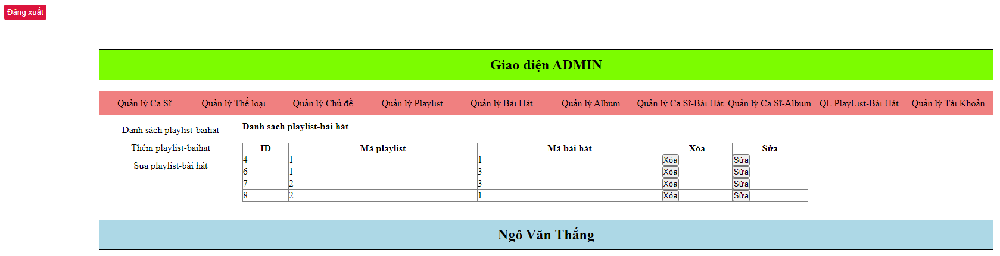 Đăng xuất
Giao diện ADMIN
Quản lý Ca Sĩ Quản lý Thể loại Quản lý Chủ đề Quản lý Playlist Quản lý Bài Hát Quản lý Album Quản lý Ca Sĩ-Bài Hát Quản lý Ca Sĩ-Album QL PlayList-Bài Hát Quản lý Tài Khoản
Danh sách playlist-baihat
Thêm playlist-baihat
Sửa playlist-bài hát
Danh sách playlist-bài hát
ID Mã playlist Mã bài hát Xóa Sửa
4 1 1 Xóa Sửa
6 1 3 Xóa Sửa
7 2 3 Xóa Sửa
8 2 1 Xóa Sửa
Ngô Văn Thắng